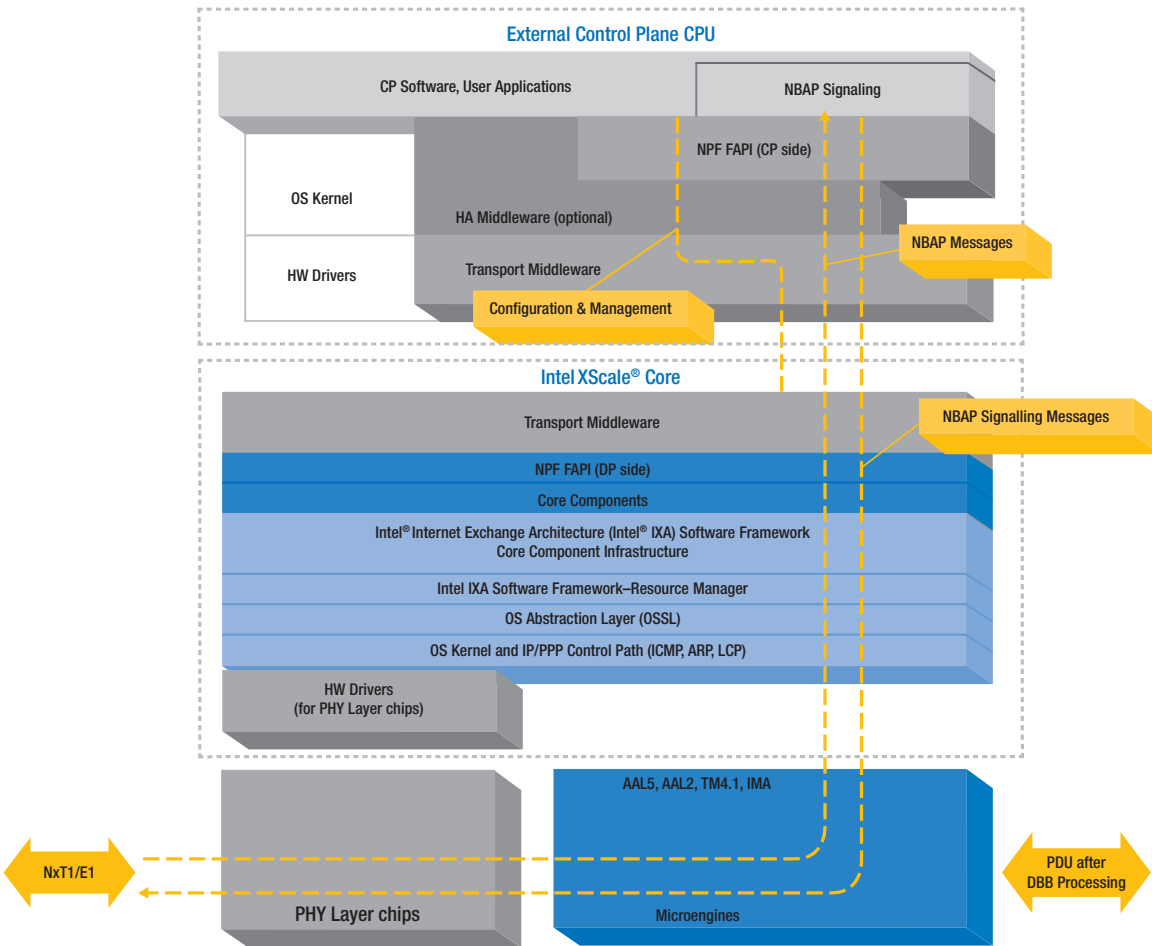 External Control Plane CPU
CP Software, User Applications
NBAP Signaling
NPF FAPI (CP side)
OS Kernel
HA Middleware (optional)
NBAP Messages
HW Drivers
Transport Middleware
Configuration & Management
Intel XScale® Core
Transport Middleware
NBAP Signalling Messages
NPF FAPI (DP side)
Core Components
Intel® Internet Exchange Architecture (Intel® IXA) Software Framework
Core Component Infrastructure
Intel IXA Software Framework–Resource Manager
OS Abstraction Layer (OSSL)
OS Kernel and IP/PPP Control Path (ICMP, ARP, LCP)
HW Drivers
(for PHY Layer chips)
AAL5, AAL2, TM4.1, IMA
NxT1/E1
PDU after
DBB Processing
PHY Layer chips
Microengines